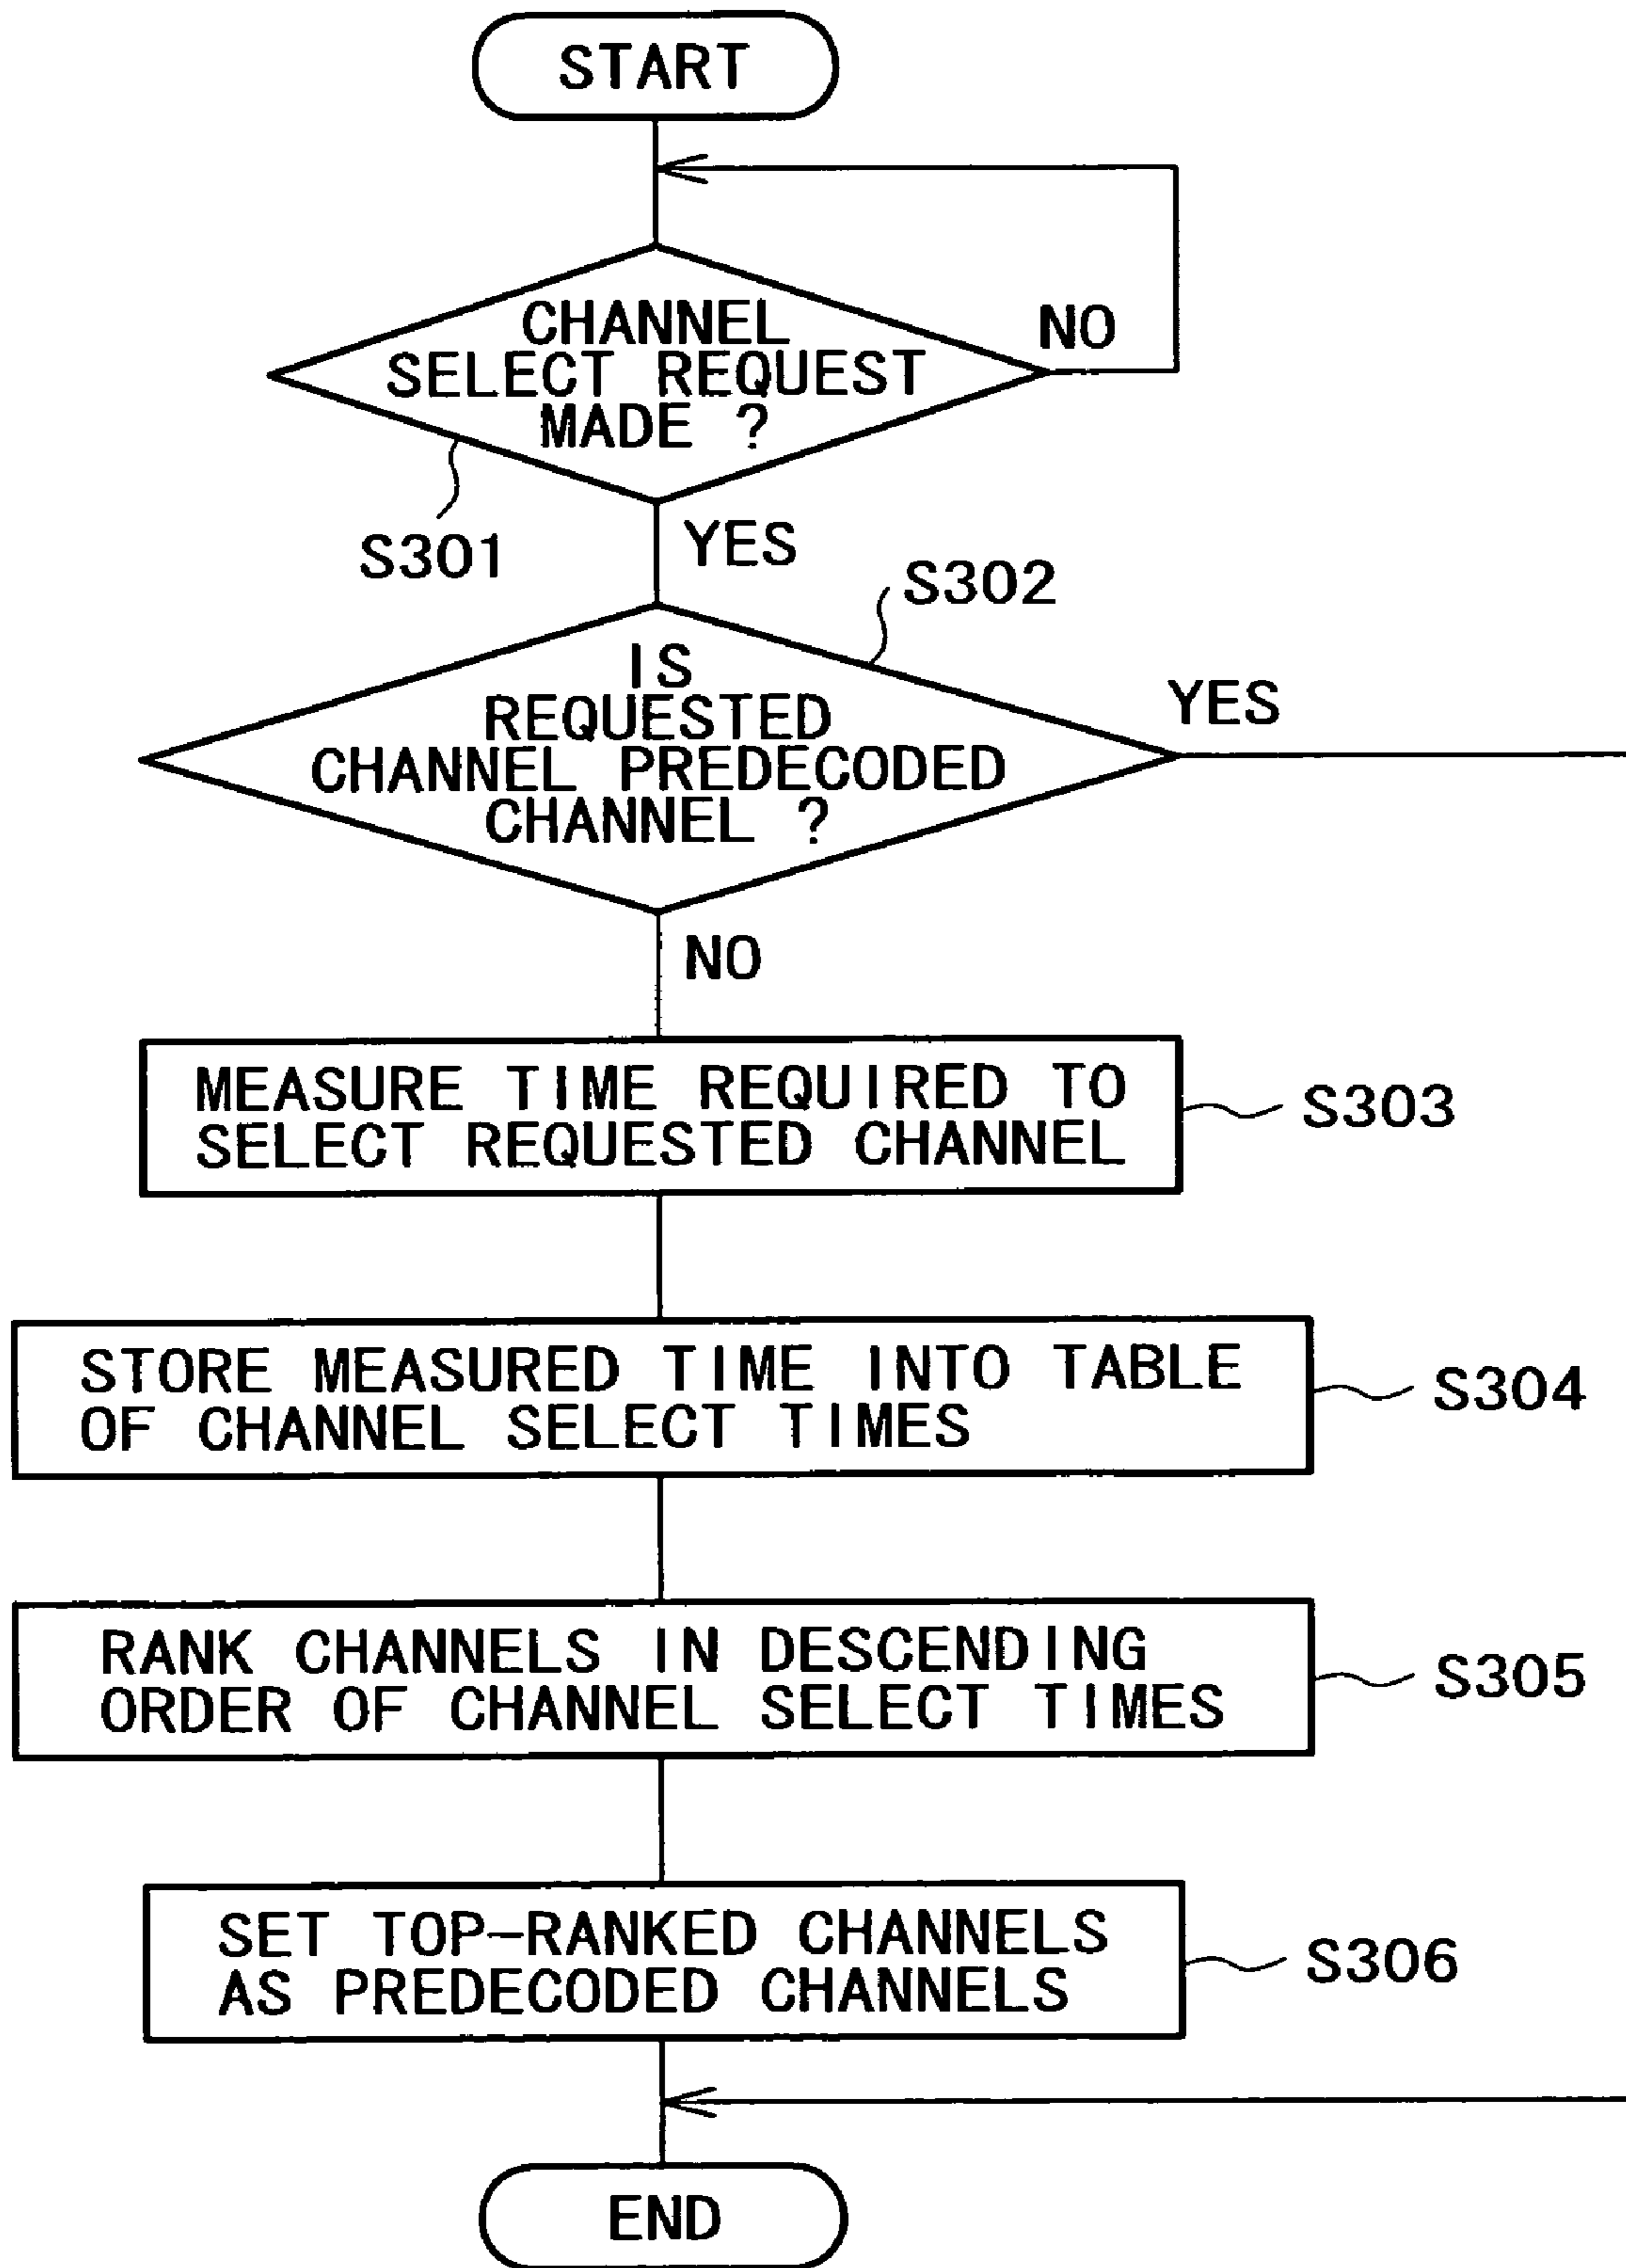 START
CHANNEL
SELECT REQUEST
MADE ?
NO
S301
YES
S302
IS
REQUESTED
CHANNEL PREDECODED
CHANNEL ?
YES
NO
MEASURE TIME REQUIRED TO
SELECT REQUESTED CHANNEL
S303
STORE MEASURED TIME INTO TABLE
OF CHANNEL SELECT TIMES
S304
RANK CHANNELS IN DESCENDING
ORDER OF CHANNEL SELECT TIMES
S305
SET TOP-RANKED CHANNELS
AS PREDECODED CHANNELS
S306
END